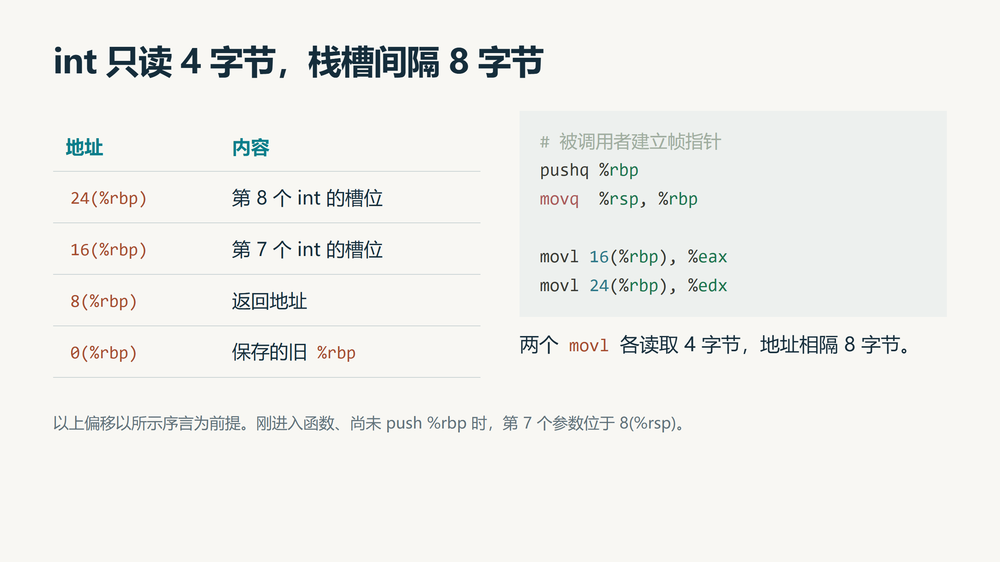 int 只读 4 字节，栈槽间隔 8 字节
地址 内容
24(%rbp) 第 8 个 int 的槽位
16(%rbp) 第 7 个 int 的槽位
8(%rbp) 返回地址
0(%rbp) 保存的旧 %rbp
# 被调用者建立帧指针
pushq %rbp
movq  %rsp, %rbp
movl 16(%rbp), %eax
movl 24(%rbp), %edx
两个 movl 各读取 4 字节，地址相隔 8 字节。
以上偏移以所示序言为前提。刚进入函数、尚未 push %rbp 时，第 7 个参数位于 8(%rsp)。